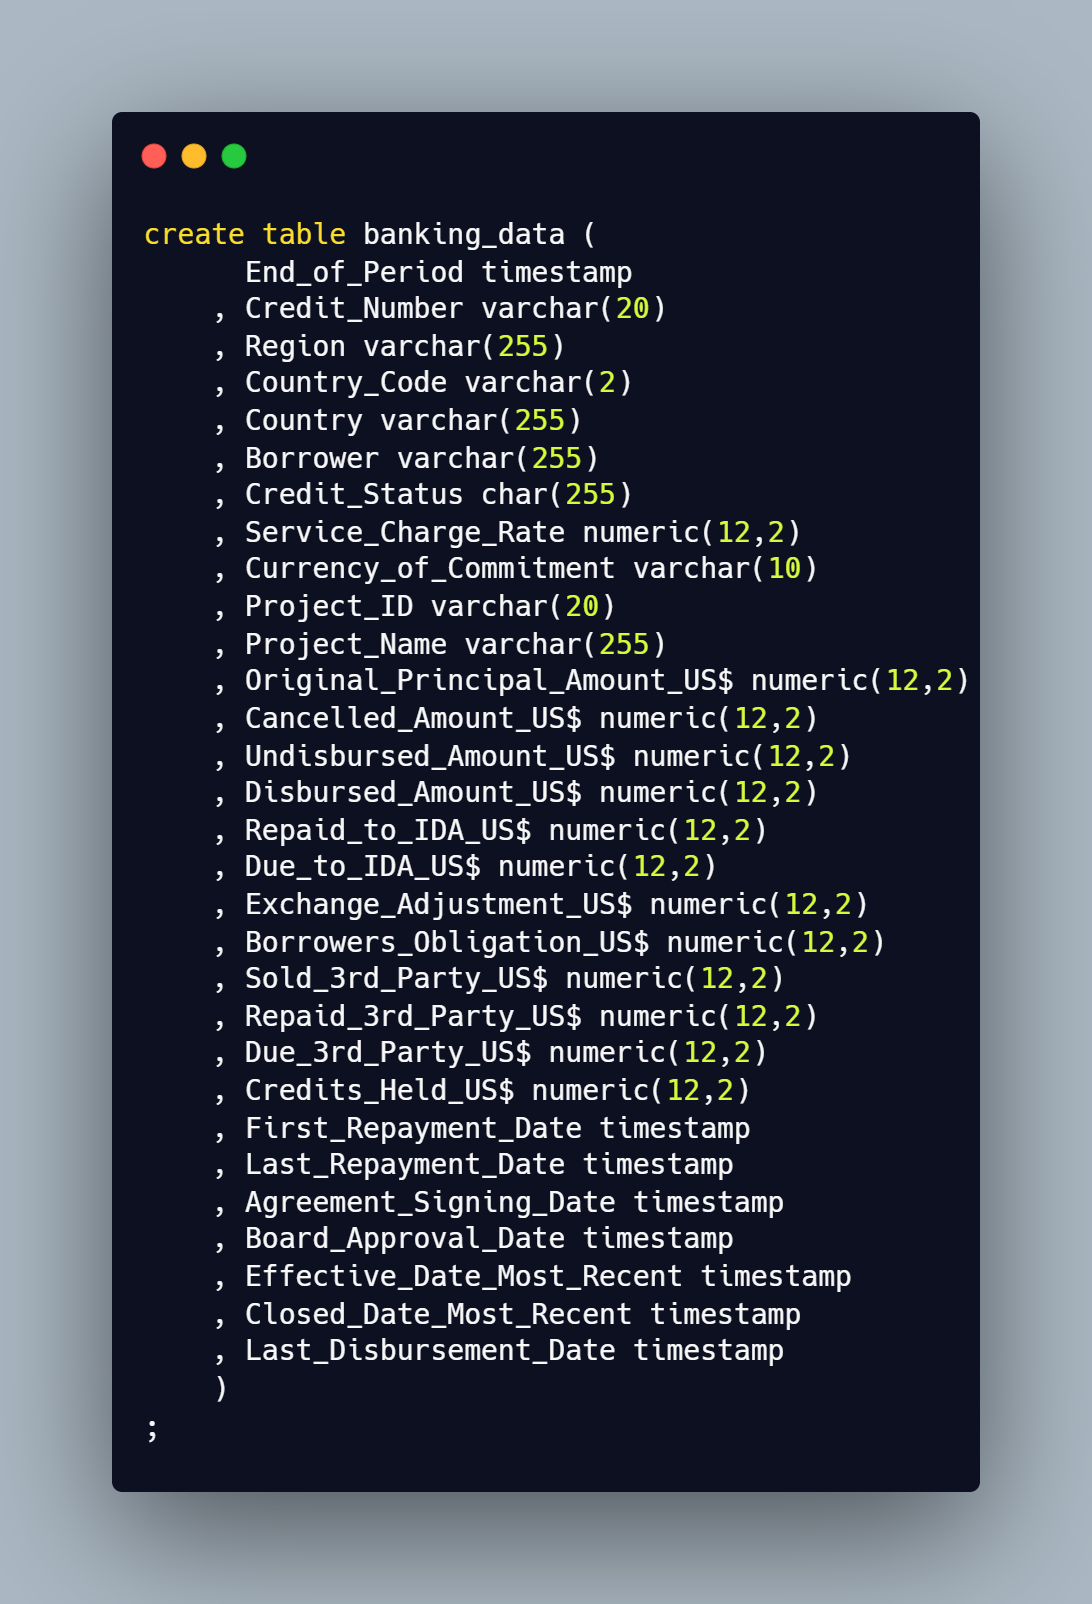 create table banking_data (
      End_of_Period timestamp
    , Credit_Number varchar(20)
    , Region varchar(255)
    , Country_Code varchar(2)
    , Country varchar(255)
    , Borrower varchar(255)
    , Credit_Status char(255)
    , Service_Charge_Rate numeric(12,2)
    , Currency_of_Commitment varchar(10)
    , Project_ID varchar(20)
    , Project_Name varchar(255)
    , Original_Principal_Amount_US$ numeric(12,2)
    , Cancelled_Amount_US$ numeric(12,2)
    , Undisbursed_Amount_US$ numeric(12,2)
    , Disbursed_Amount_US$ numeric(12,2)
    , Repaid_to_IDA_US$ numeric(12,2)
    , Due_to_IDA_US$ numeric(12,2)
    , Exchange_Adjustment_US$ numeric(12,2)
    , Borrowers_Obligation_US$ numeric(12,2)
    , Sold_3rd_Party_US$ numeric(12,2)
    , Repaid_3rd_Party_US$ numeric(12,2)
    , Due_3rd_Party_US$ numeric(12,2)
    , Credits_Held_US$ numeric(12,2)
    , First_Repayment_Date timestamp
    , Last_Repayment_Date timestamp
    , Agreement_Signing_Date timestamp
    , Board_Approval_Date timestamp
    , Effective_Date_Most_Recent timestamp
    , Closed_Date_Most_Recent timestamp
    , Last_Disbursement_Date timestamp
    )
;